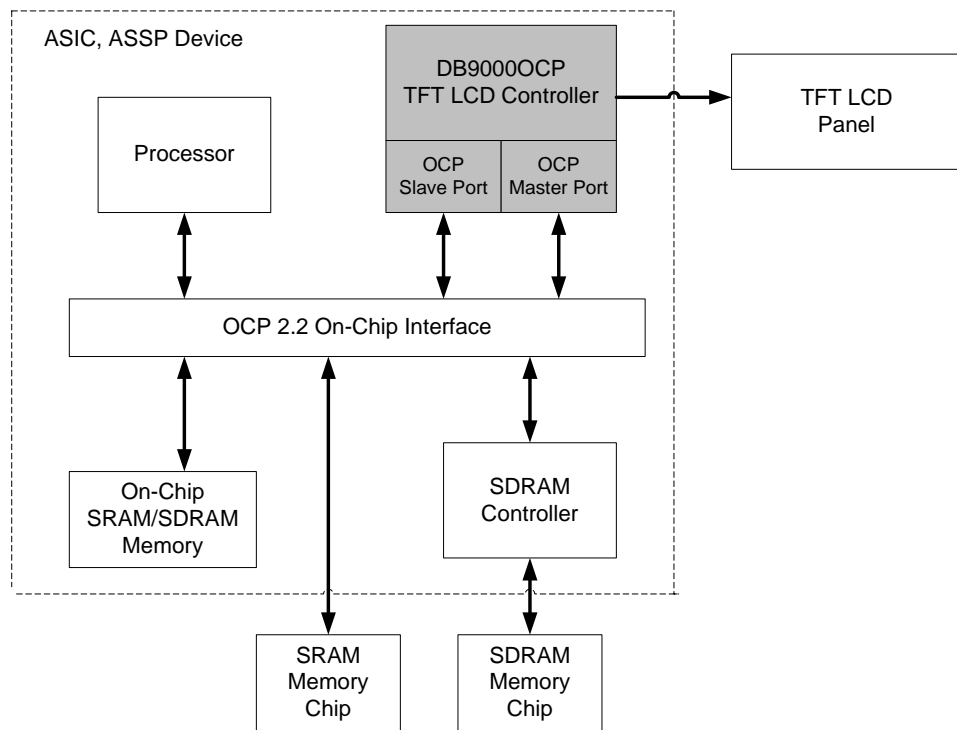 ASIC, ASSP Device
DB9000OCP
TFT LCD Controller
OCP
Slave Port
OCP
Master Port
TFT LCD
Panel
Processor
OCP 2.2 On-Chip Interface
On-Chip
SRAM/SDRAM
Memory
SDRAM
Controller
SRAM
Memory
Chip
SDRAM
Memory
Chip